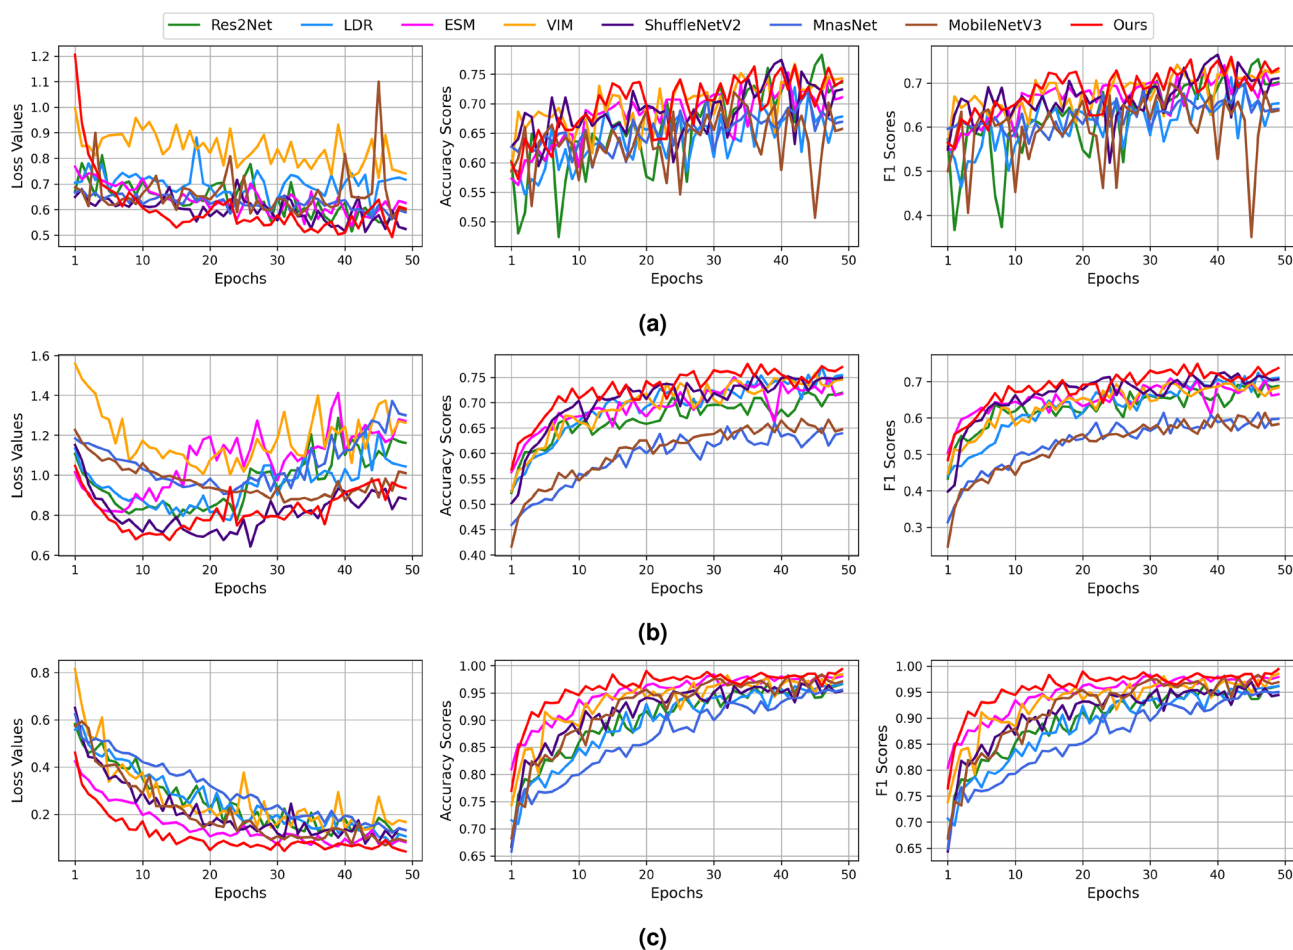 Res2Net LDR ESM VIM ShuffleNetV2 MnasNet MobileNetV3 Ours
Loss Values
1.2
1.1
1.0
0.9
0.8
0.7
0.6
0.5
1 10 20 30 40 50
Epochs
Accuracy Scores
0.75
0.70
0.65
0.60
0.55
0.50
1 10 20 30 40 50
Epochs
F1 Scores
0.7
0.6
0.5
0.4
1 10 20 30 40 50
Epochs
(a)
Loss Values
1.6
1.4
1.2
1.0
0.8
0.6
1 10 20 30 40 50
Epochs
Accuracy Scores
0.75
0.70
0.65
0.60
0.55
0.50
0.45
0.40
1 10 20 30 40 50
Epochs
F1 Scores
0.7
0.6
0.5
0.4
0.3
1 10 20 30 40 50
Epochs
(b)
Loss Values
0.8
0.6
0.4
0.2
1 10 20 30 40 50
Epochs
Accuracy Scores
1.00
0.95
0.90
0.85
0.80
0.75
0.70
0.65
1 10 20 30 40 50
Epochs
F1 Scores
1.00
0.95
0.90
0.85
0.80
0.75
0.70
0.65
1 10 20 30 40 50
Epochs
(c)